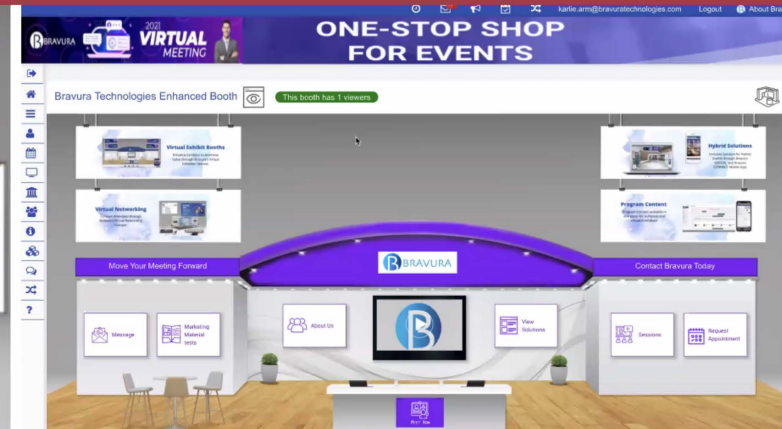 karlie.arm@bravuratechnologies.com Logout About Bra
BRAVURA
2021
VIRTUAL
MEETING
ONE-STOP SHOP
FOR EVENTS
Bravura Technologies Enhanced Booth
This booth has 1 viewers
Virtual Exhibit Booths
Hybrid Solutions
Virtual Networking
Program Content
Move Your Meeting Forward
BRAVURA
Contact Bravura Today
Message
Marketing
Material
tests
About Us
View
Solutions
Sessions
Request
Appointment
Meet Now